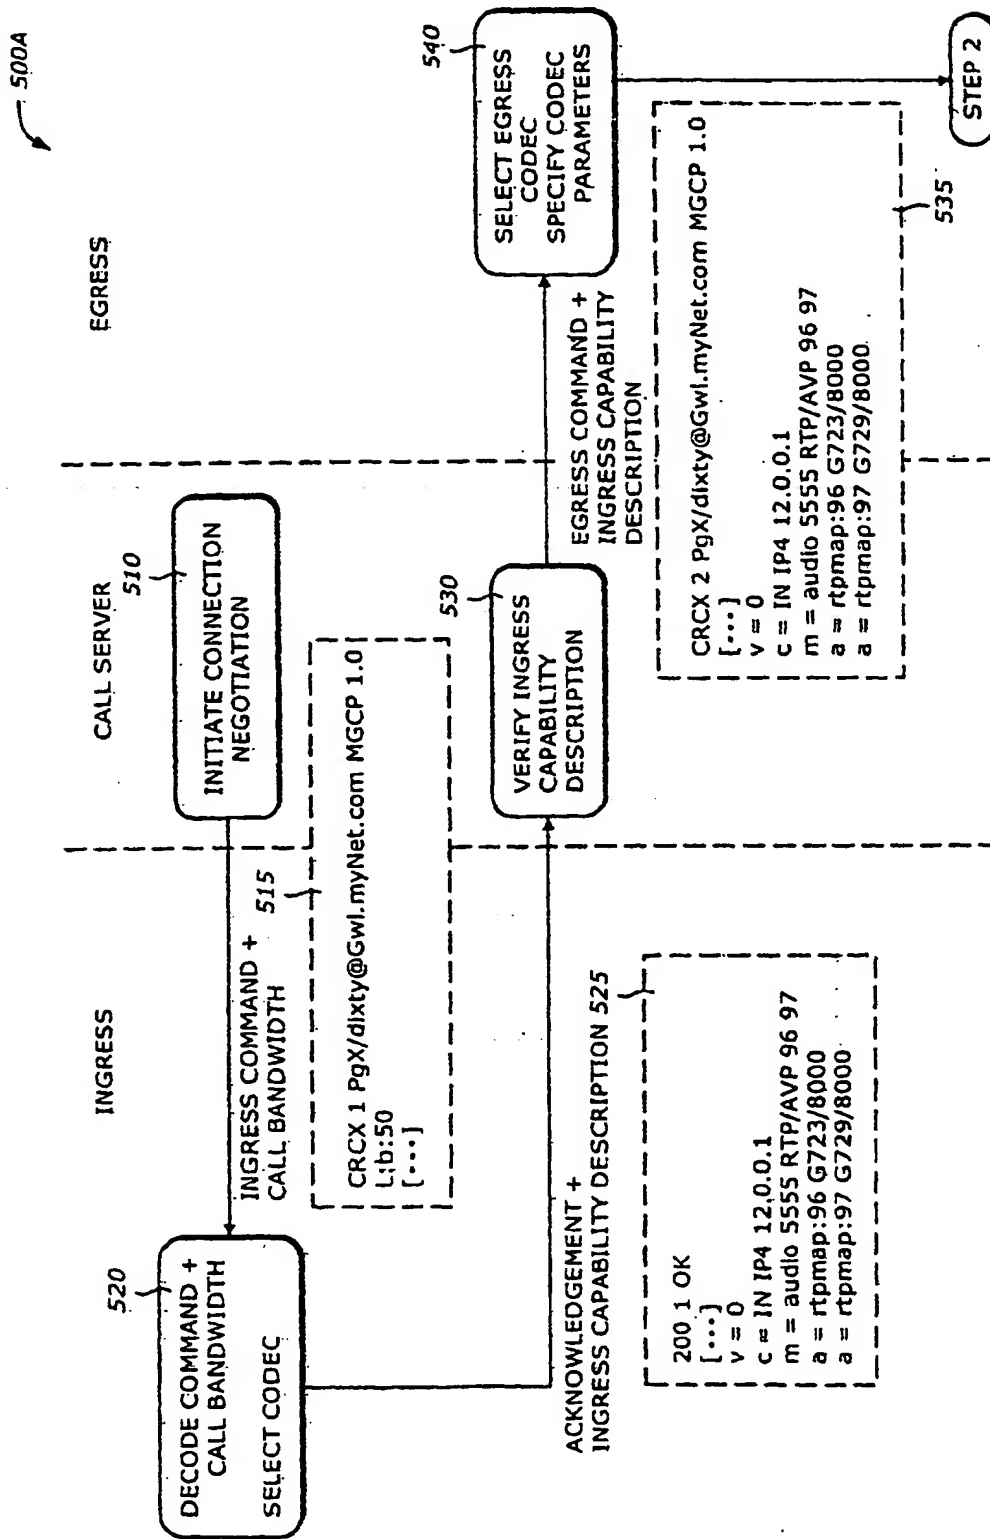 500A
INGRESS
CALL SERVER
EGRESS
510
INITIATE CONNECTION
NEGOTIATION
INGRESS COMMAND +
CALL BANDWIDTH
515
CRCX 1 PgX/dlxty@Gwl.myNet.com MGCP 1.0
L:b:50
[•••]
520
DECODE COMMAND +
CALL BANDWIDTH
SELECT CODEC
ACKNOWLEDGEMENT +
INGRESS CAPABILITY DESCRIPTION 525
200 1 OK
[•••]
v = 0
c = IN IP4 12.0.0.1
m = audio 5555 RTP/AVP 96 97
a = rtpmap:96 G723/8000
a = rtpmap:97 G729/8000
530
VERIFY INGRESS
CAPABILITY
DESCRIPTION
EGRESS COMMAND +
INGRESS CAPABILITY
DESCRIPTION
CRCX 2 PgX/dlxty@Gwl.myNet.com MGCP 1.0
[•••]
v = 0
c = IN IP4 12.0.0.1
m = audio 5555 RTP/AVP 96 97
a = rtpmap:96 G723/8000
a = rtpmap:97 G729/8000
535
540
SELECT EGRESS
CODEC
SPECIFY CODEC
PARAMETERS
STEP 2